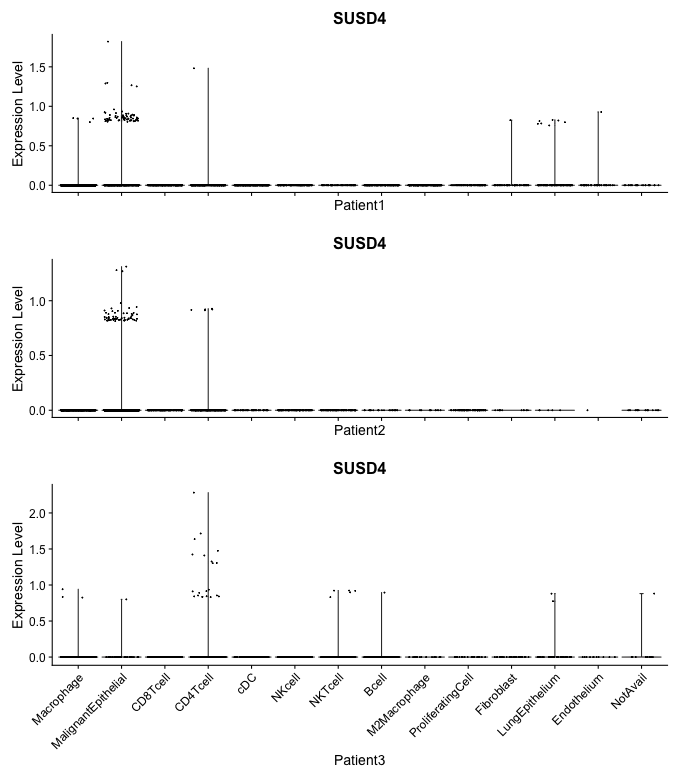 SUSD4
Expression Level
1.5
1.0
0.5
0.0
Patient1
SUSD4
Expression Level
1.0
0.5
0.0
Patient2
SUSD4
Expression Level
2.0
1.5
1.0
0.5
0.0
Macrophage
MalignantEpithelial
CD8Tcell
CD4Tcell
cDC
NKcell
NKTcell
Bcell
M2Macrophage
ProliferatingCell
Fibroblast
LungEpithelium
Endothelium
NotAvail
Patient3